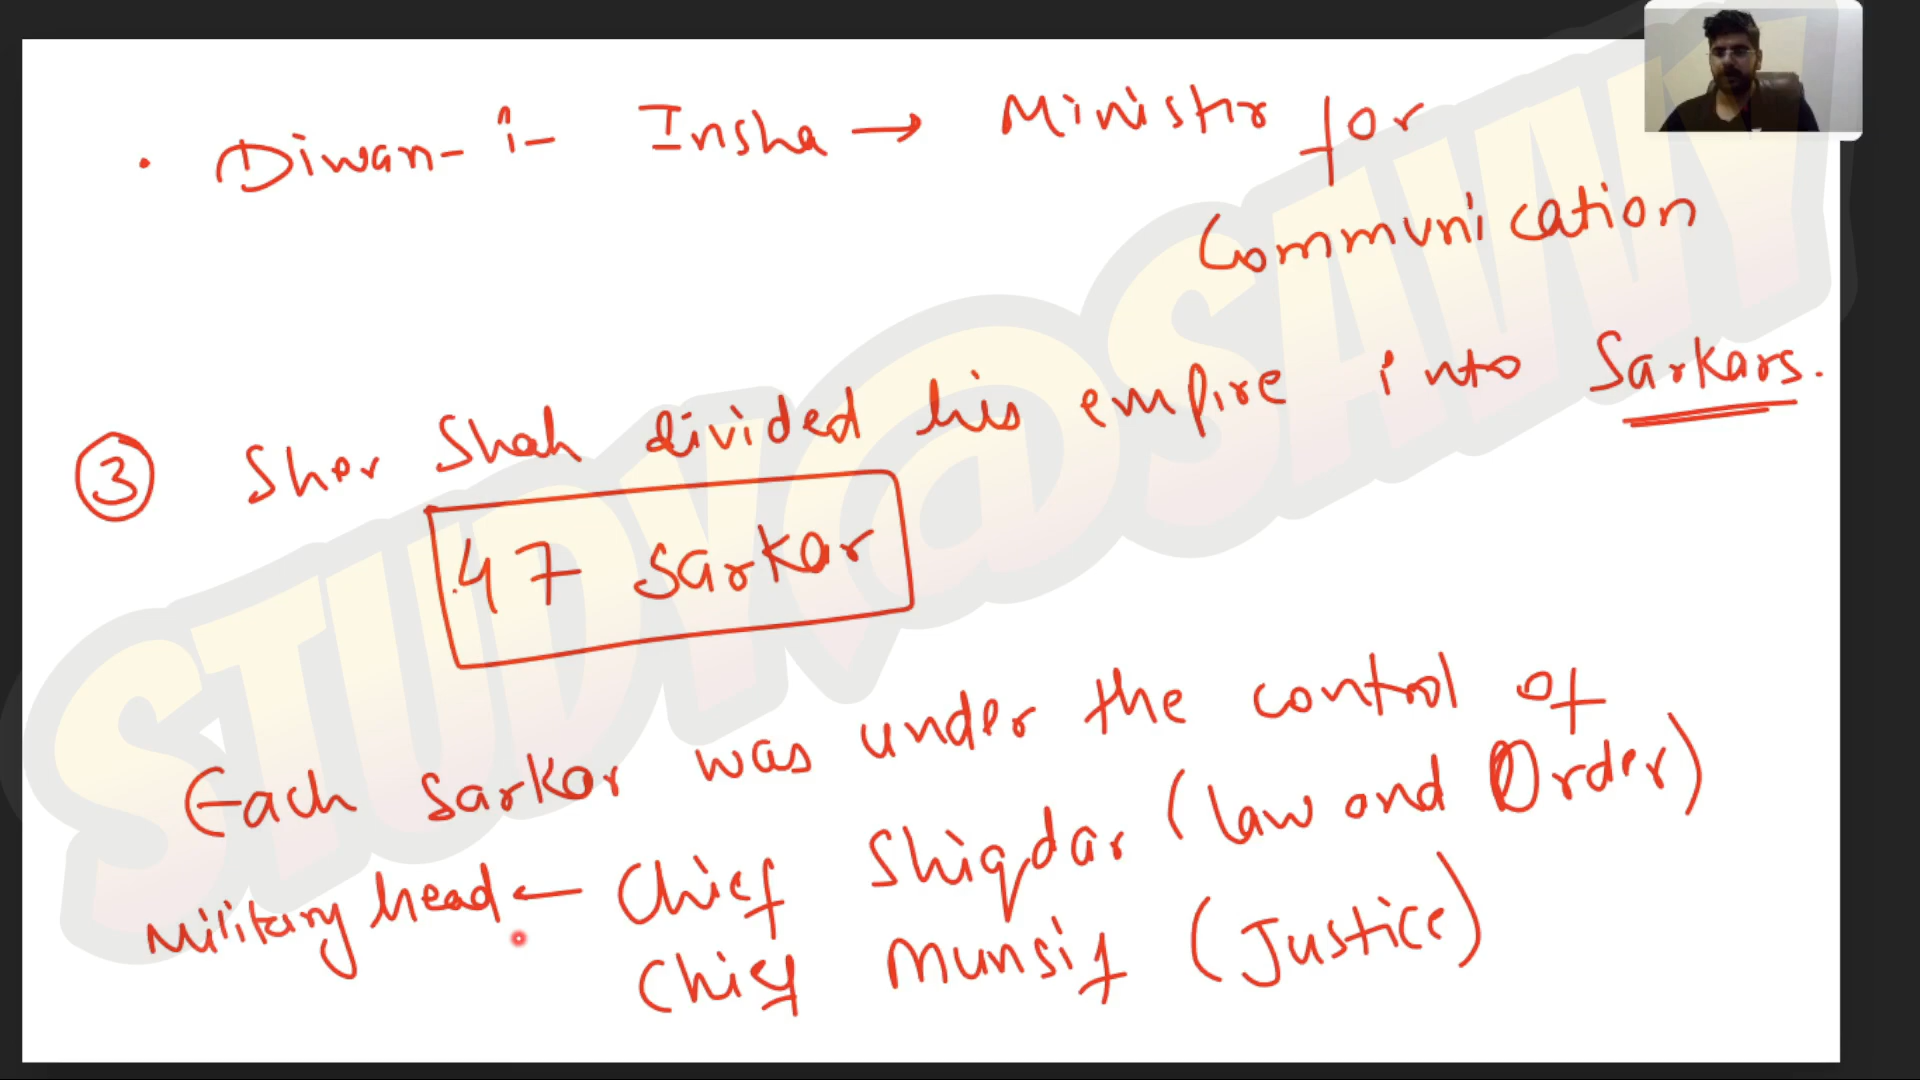 • Diwan-i- Insha → Ministr for
Communication
③ Sher Shah divided his empire into Sarkars.
47 Sarkar
Each Sarkar was under the control of
Military head ← Chief Shiqdar (law and Order)
Chief Munsif (Justice)
STUDY@SAVVY